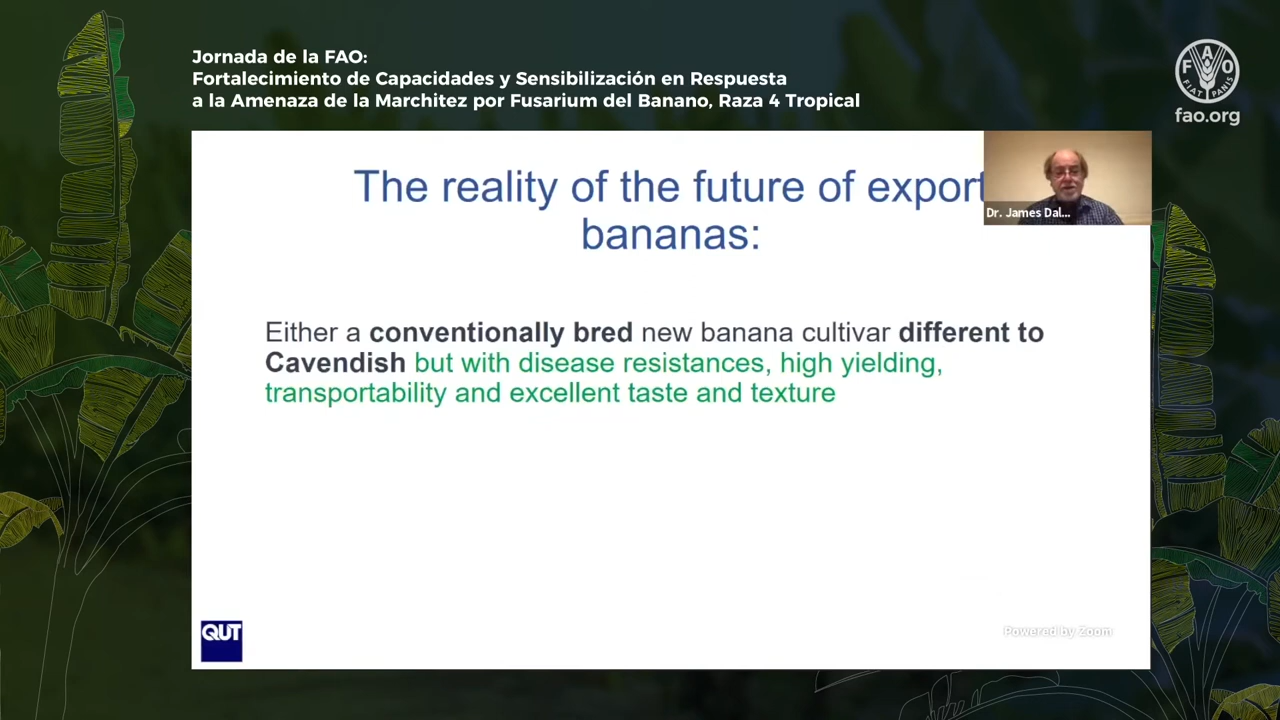 Jornada de la FAO:
Fortalecimiento de Capacidades y Sensibilización en Respuesta
a la Amenaza de la Marchitez por Fusarium del Banano, Raza 4 Tropical
F A O
FIAT PANIS
fao.org
The reality of the future of export
bananas:
Dr. James Dal...
Either a conventionally bred new banana cultivar different to
Cavendish but with disease resistances, high yielding,
transportability and excellent taste and texture
QUT
Powered by Zoom